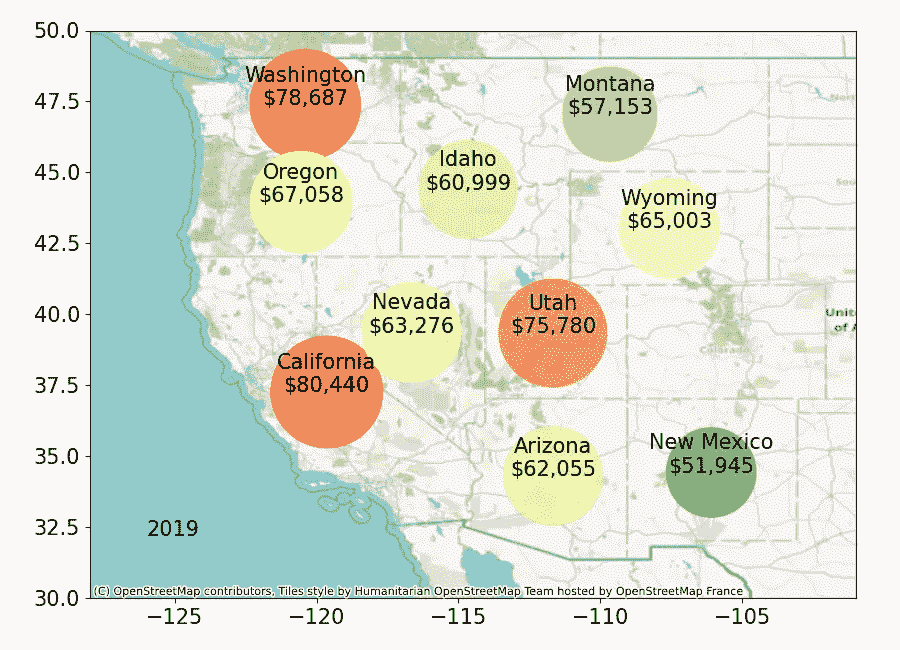 50.0
47.5
45.0
42.5
40.0
37.5
35.0
32.5
30.0
Washington
$78,687
Montana
$57,153
Idaho
$60,999
Oregon
$67,058
Wyoming
$65,003
Nevada
$63,276
Utah
$75,780
Unit
of A
Colorado
California
$80,440
Arizona
$62,055
New Mexico
$51,945
2019
(C) OpenStreetMap contributors, Tiles style by Humanitarian OpenStreetMap Team hosted by OpenStreetMap France
−125
−120
−115
−110
−105